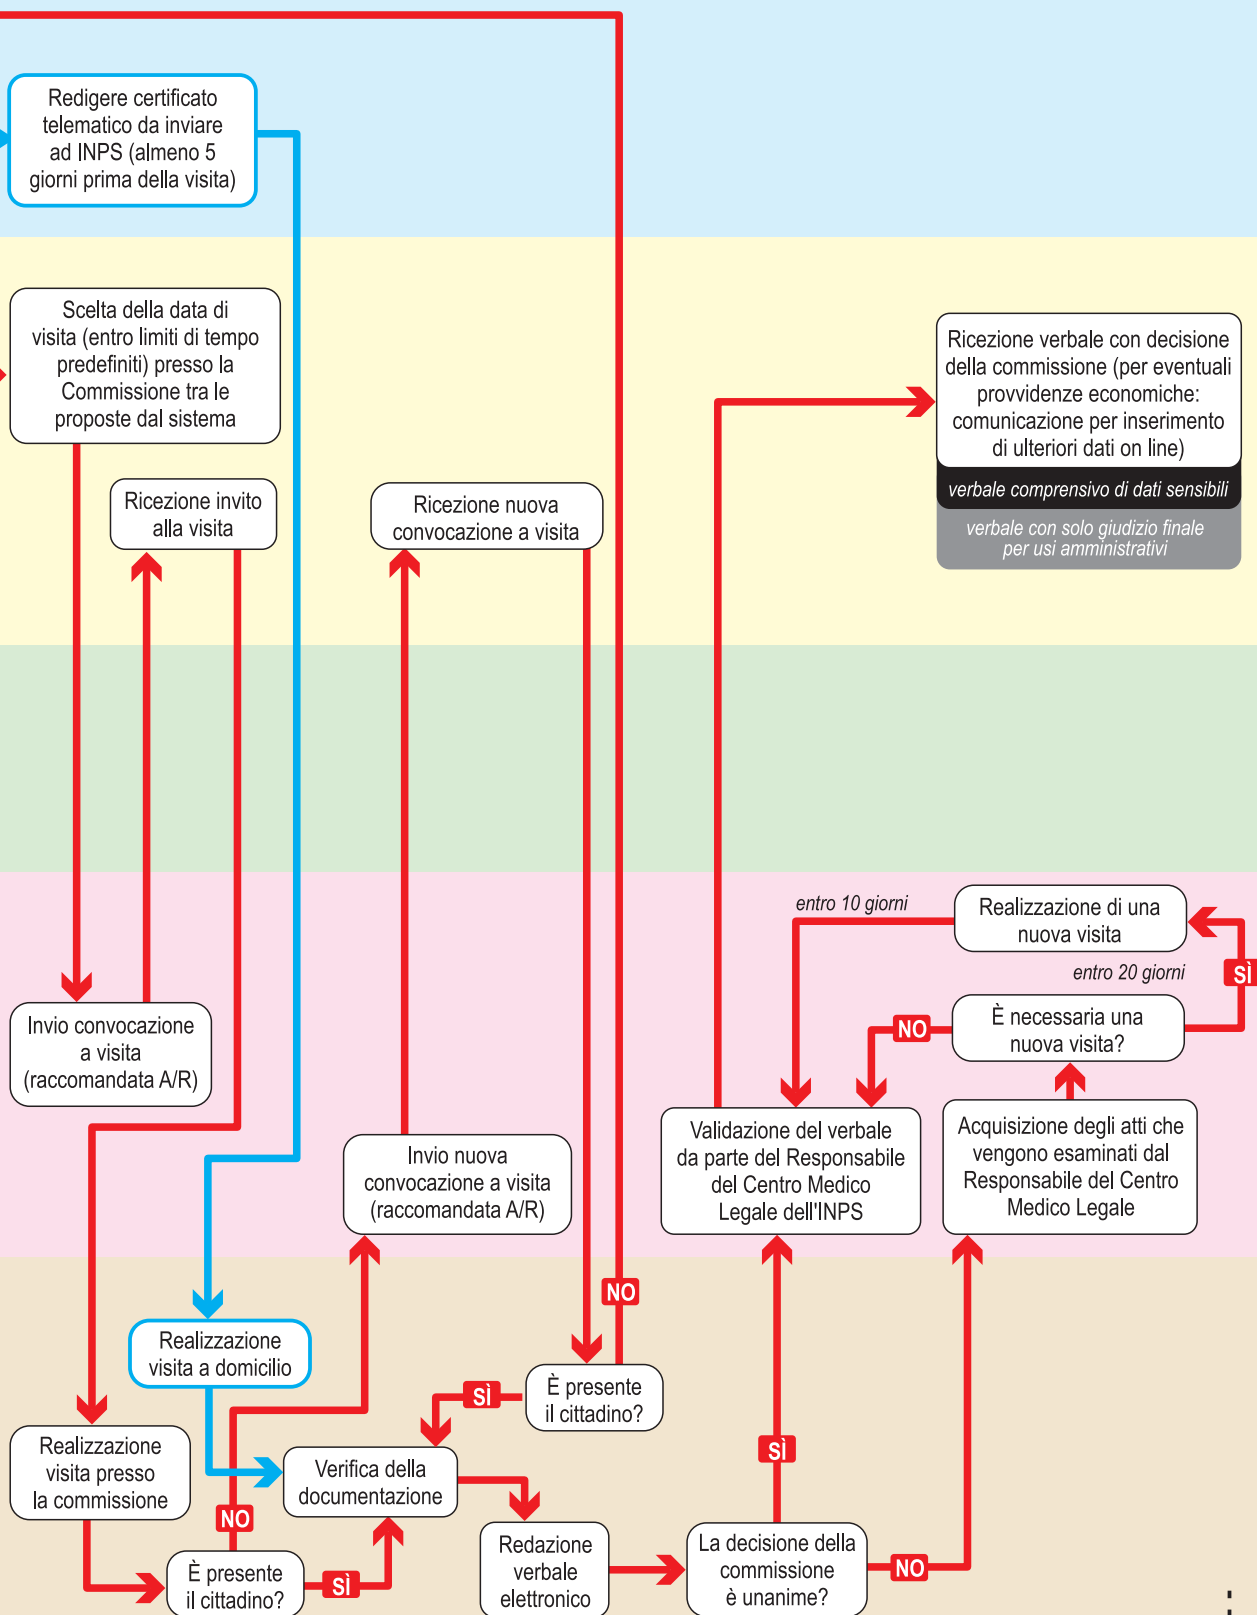 Redigere certificato
telematico da inviare
ad INPS (almeno 5
giorni prima della visita)
Scelta della data di
visita (entro limiti di tempo
predefiniti) presso la
Commissione tra le
proposte dal sistema
Ricezione invito
alla visita
Ricezione nuova
convocazione a visita
Ricezione verbale con decisione
della commissione (per eventuali
provvidenze economiche:
comunicazione per inserimento
di ulteriori dati on line)
verbale comprensivo di dati sensibili
verbale con solo giudizio finale
per usi amministrativi
entro 10 giorni
Realizzazione di una
nuova visita
entro 20 giorni
SÌ
Invio convocazione
a visita
(raccomandata A/R)
NO
È necessaria una
nuova visita?
Invio nuova
convocazione a visita
(raccomandata A/R)
Validazione del verbale
da parte del Responsabile
del Centro Medico
Legale dell'INPS
Acquisizione degli atti che
vengono esaminati dal
Responsabile del Centro
Medico Legale
NO
Realizzazione
visita a domicilio
SÌ
È presente
il cittadino?
Realizzazione
visita presso
la commissione
Verifica della
documentazione
SÌ
NO
È presente
il cittadino?
SÌ
Redazione
verbale
elettronico
La decisione della
commissione
è unanime?
NO